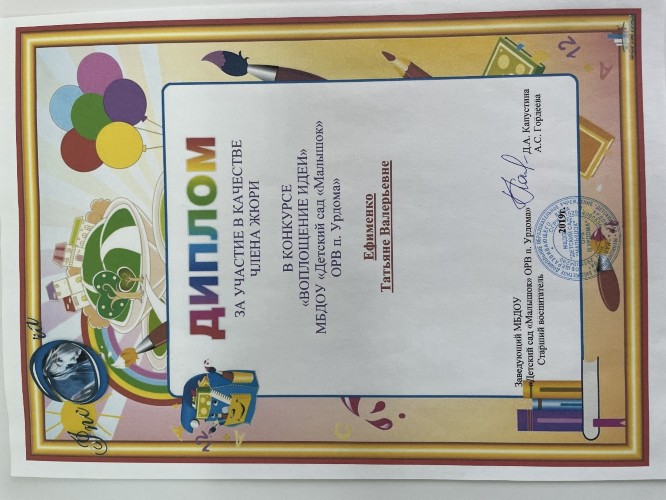 ДИПЛОМ
ЗА УЧАСТИЕ В КАЧЕСТВЕ
ЧЛЕНА ЖЮРИ
В КОНКУРСЕ
«ВОПЛОЩЕНИЕ ИДЕИ»
МБДОУ «Детский сад «Малышок»
ОРВ п. Урдома»
Ефименко
Татьяне Валерьевне
Заведующий МБДОУ
«Детский сад «Малышок» ОРВ п. Урдома» Д.А. Капустина
Старший воспитатель А.С. Гордеева
2019г.